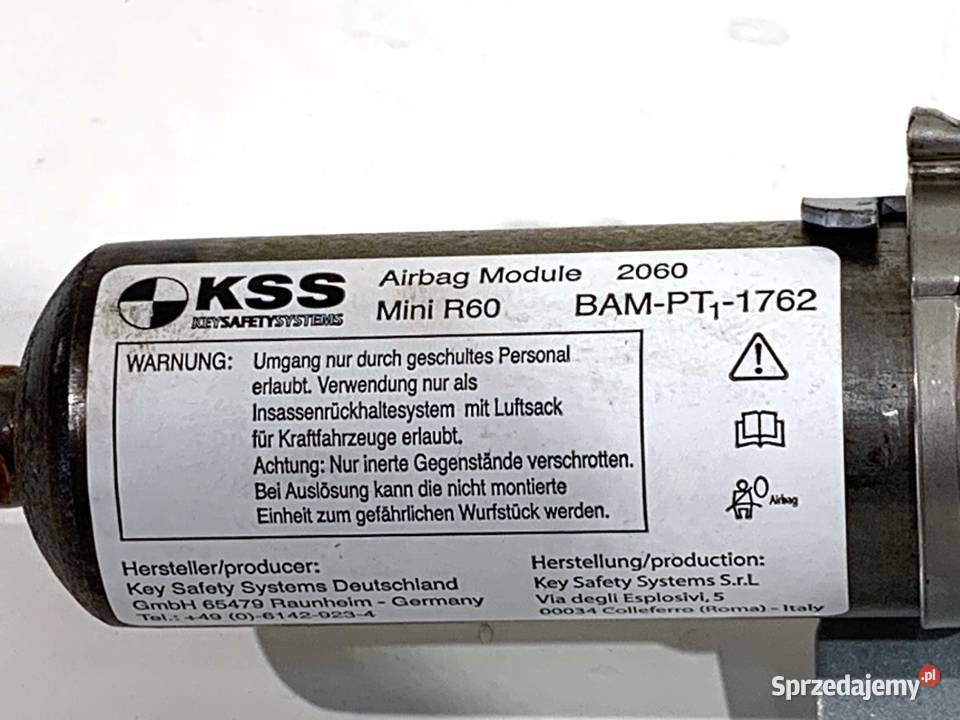 KSS
KEYSAFETYSYSTEMS
Airbag Module 2060
Mini R60 BAM-PT1-1762
WARNUNG: Umgang nur durch geschultes Personal
erlaubt. Verwendung nur als
Insassenrückhaltesystem mit Luftsack
für Kraftfahrzeuge erlaubt.
Achtung: Nur inerte Gegenstände verschrotten.
Bei Auslösung kann die nicht montierte
Einheit zum gefährlichen Wurfstück werden.
Airbag
Hersteller/producer:
Key Safety Systems Deutschland
GmbH 65479 Raunheim - Germany
Tel.: +49 (0)-6142-923-4
Herstellung/production:
Key Safety Systems S.r.L
Via degli Esplosivi, 5
00034 Colleferro (Roma) - Italy
Sprzedajemy.pl